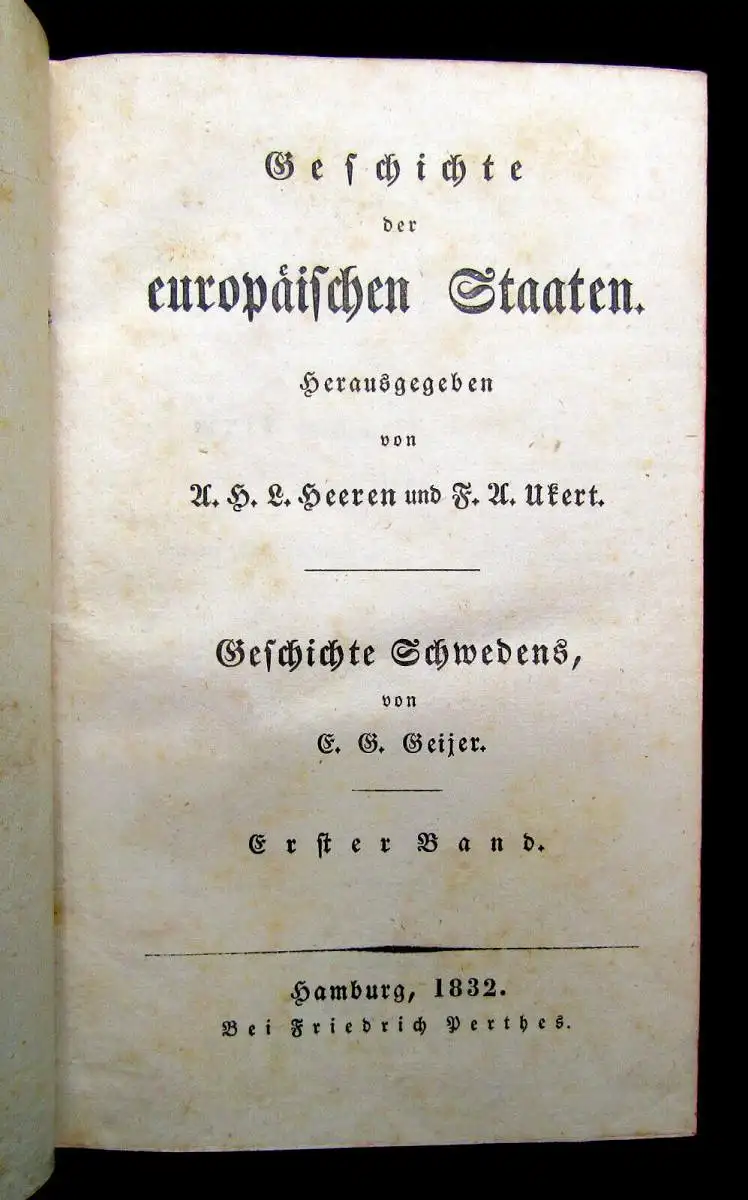 Geſchichte
der
europäiſchen Staaten.
Herausgegeben
von
A. H. L. Heeren und F. A. Ukert.
Geſchichte Schwedens,
von
E. G. Geijer.
Erſter Band.
Hamburg, 1832.
Bei Friedrich Perthes.